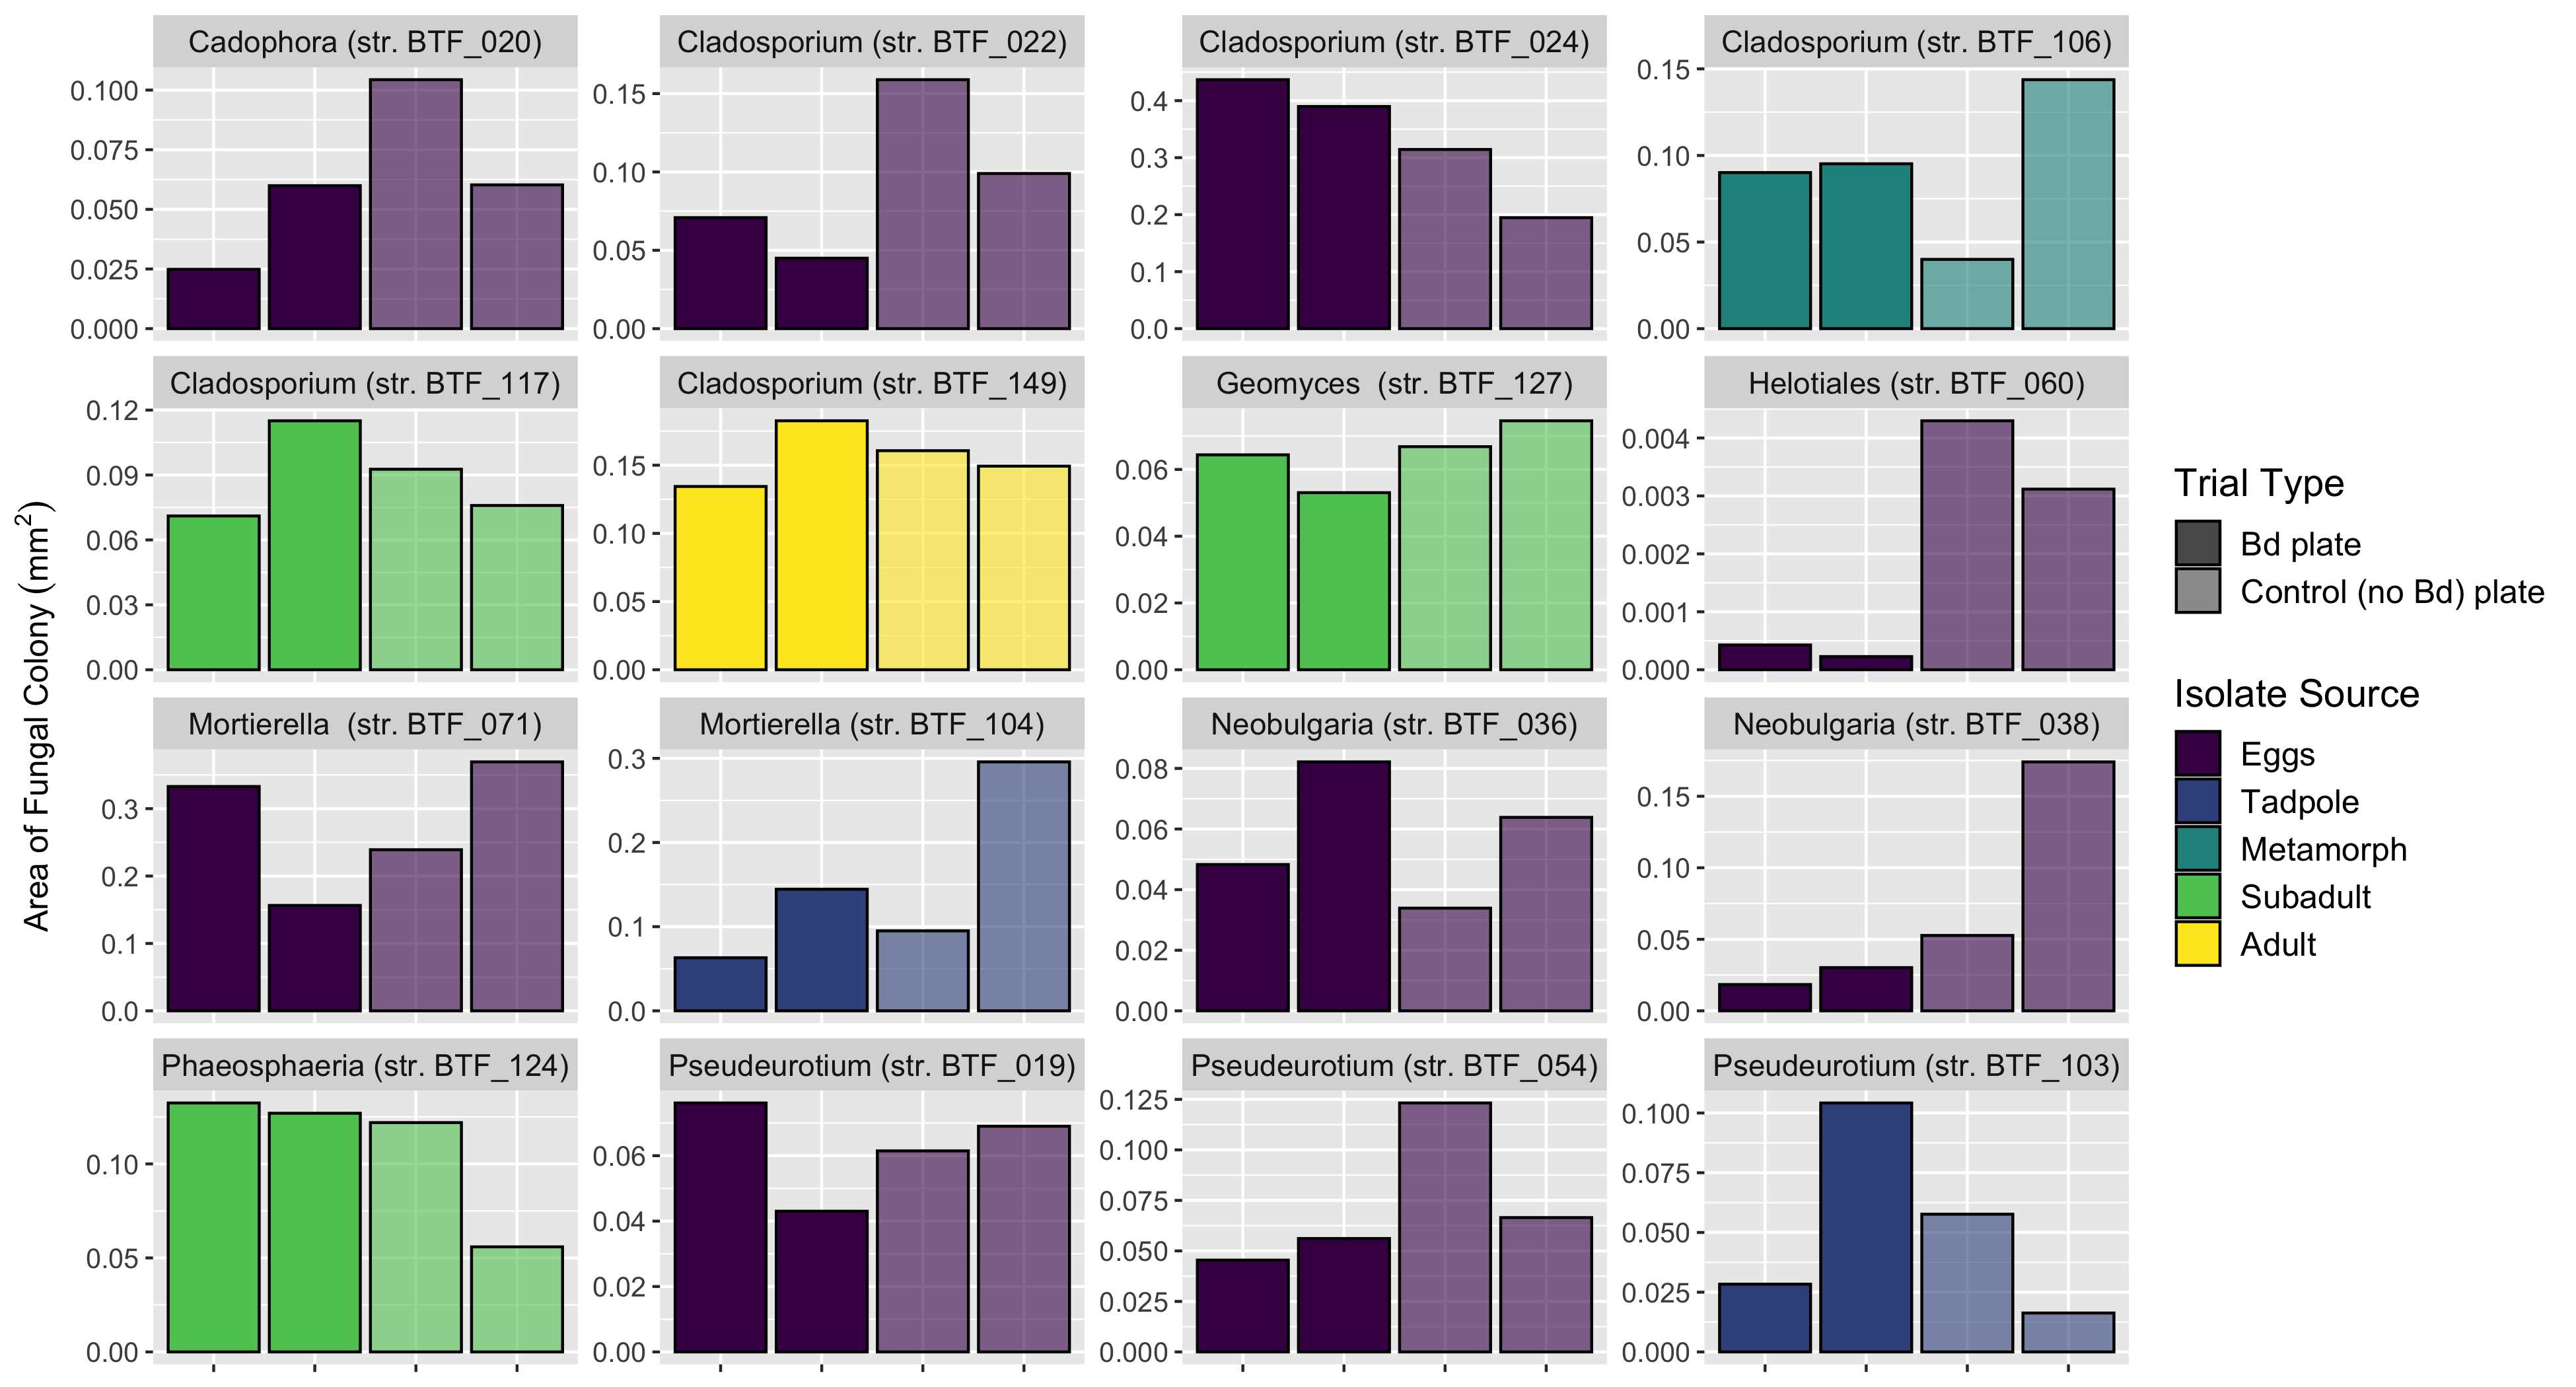 Cadophora (str. BTF_020)
Cladosporium (str. BTF_022)
Cladosporium (str. BTF_024)
Cladosporium (str. BTF_106)
0.100
0.075
0.050
0.025
0.000
0.15
0.10
0.05
0.00
0.4
0.3
0.2
0.1
0.0
0.15
0.10
0.05
0.00
Cladosporium (str. BTF_117)
Cladosporium (str. BTF_149)
Geomyces  (str. BTF_127)
Helotiales (str. BTF_060)
0.12
0.09
0.06
0.03
0.00
0.15
0.10
0.05
0.00
0.06
0.04
0.02
0.00
0.004
0.003
0.002
0.001
0.000
Mortierella  (str. BTF_071)
Mortierella (str. BTF_104)
Neobulgaria (str. BTF_036)
Neobulgaria (str. BTF_038)
0.3
0.2
0.1
0.0
0.3
0.2
0.1
0.0
0.08
0.06
0.04
0.02
0.00
0.15
0.10
0.05
0.00
Phaeosphaeria (str. BTF_124)
Pseudeurotium (str. BTF_019)
Pseudeurotium (str. BTF_054)
Pseudeurotium (str. BTF_103)
0.10
0.05
0.00
0.06
0.04
0.02
0.00
0.125
0.100
0.075
0.050
0.025
0.000
0.100
0.075
0.050
0.025
0.000
Area of Fungal Colony (mm²)
Trial Type
Bd plate
Control (no Bd) plate
Isolate Source
Eggs
Tadpole
Metamorph
Subadult
Adult